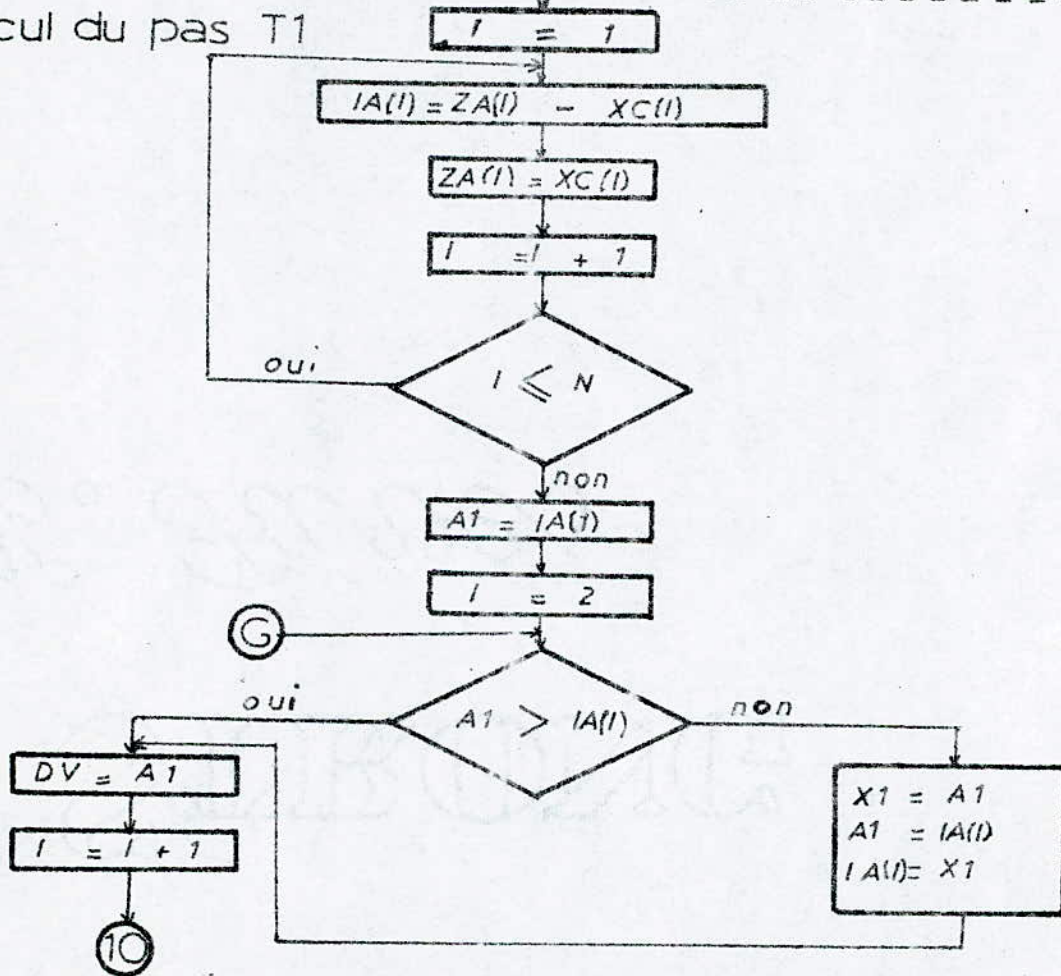 cul du pas T1
I = 1
IA(I) = ZA(I) - XC(I)
ZA(I) = XC(I)
I = I + 1
oui
I ⩽ N
non
A1 = IA(1)
I = 2
G
oui
A1 > IA(I)
non
DV = A1
I = I + 1
X1 = A1
A1 = IA(I)
IA(I) = X1
10